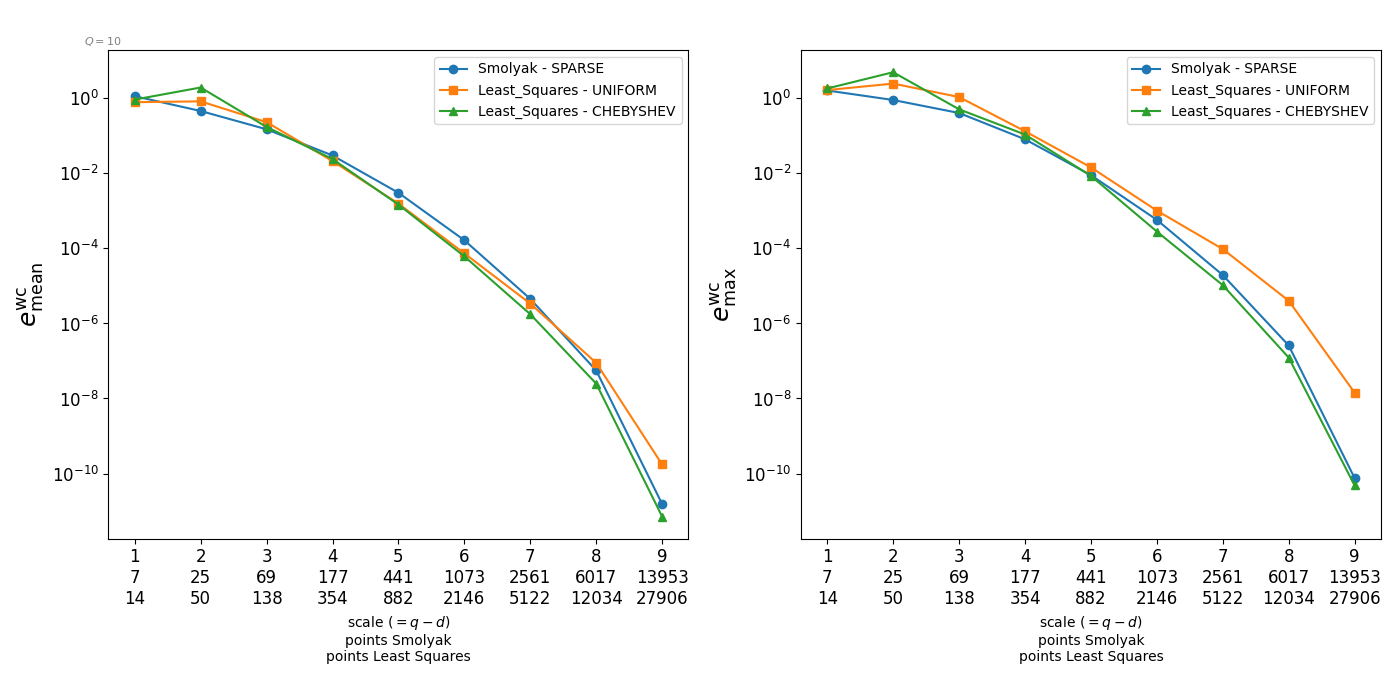 Q = 10
Smolyak - SPARSE
Least_Squares - UNIFORM
Least_Squares - CHEBYSHEV
10⁰
10⁻²
10⁻⁴
10⁻⁶
10⁻⁸
10⁻¹⁰
e^wc_mean
1 2 3 4 5 6 7 8 9
7 25 69 177 441 1073 2561 6017 13953
14 50 138 354 882 2146 5122 12034 27906
scale (= q − d)
points Smolyak
points Least Squares
Smolyak - SPARSE
Least_Squares - UNIFORM
Least_Squares - CHEBYSHEV
10⁰
10⁻²
10⁻⁴
10⁻⁶
10⁻⁸
10⁻¹⁰
e^wc_max
1 2 3 4 5 6 7 8 9
7 25 69 177 441 1073 2561 6017 13953
14 50 138 354 882 2146 5122 12034 27906
scale (= q − d)
points Smolyak
points Least Squares